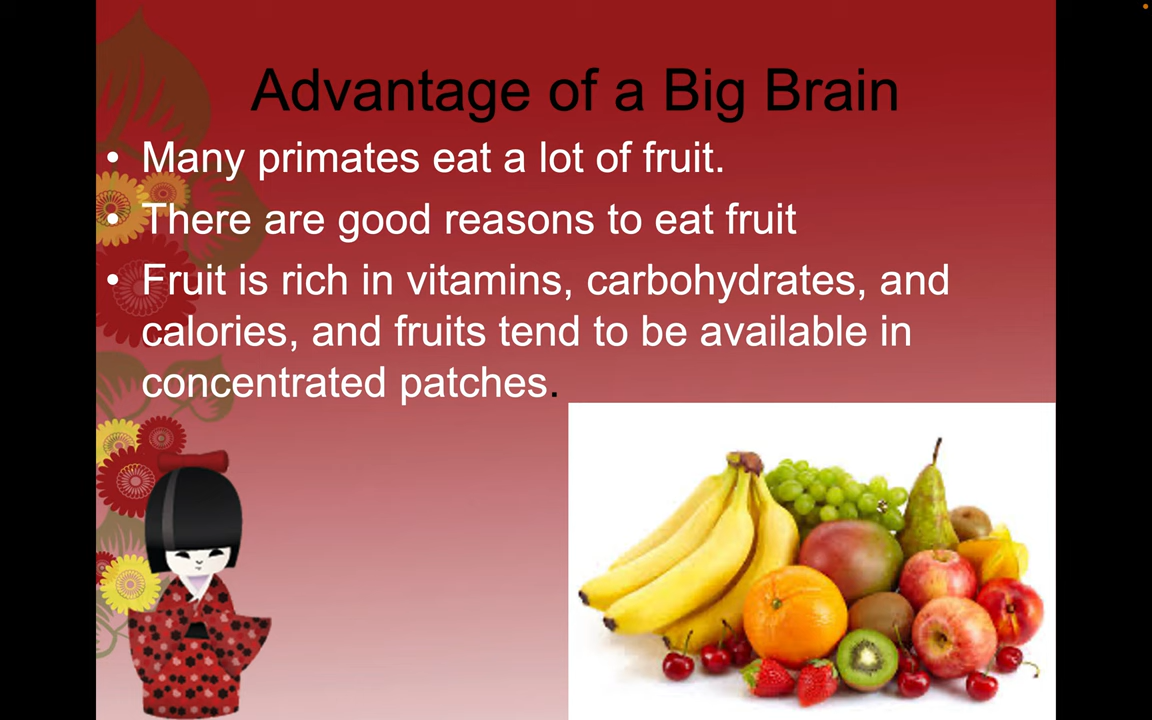 Advantage of a Big Brain
• Many primates eat a lot of fruit.
• There are good reasons to eat fruit
• Fruit is rich in vitamins, carbohydrates, and
calories, and fruits tend to be available in
concentrated patches.